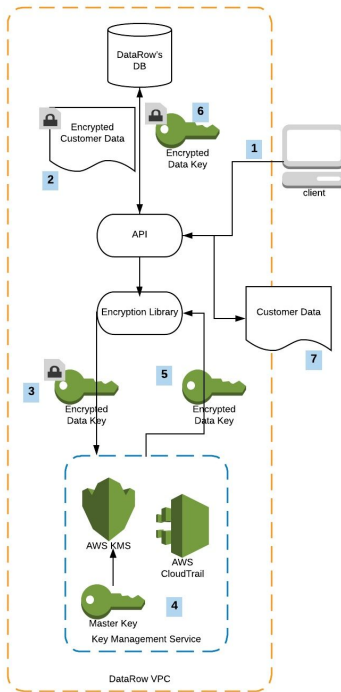 DataRow's
DB
6
Encrypted
Customer Data
2
Encrypted
Data Key
1
client
API
Encryption Library
Customer Data
7
3
Encrypted
Data Key
5
Encrypted
Data Key
AWS KMS
AWS
CloudTrail
4
Master Key
Key Management Service
DataRow VPC